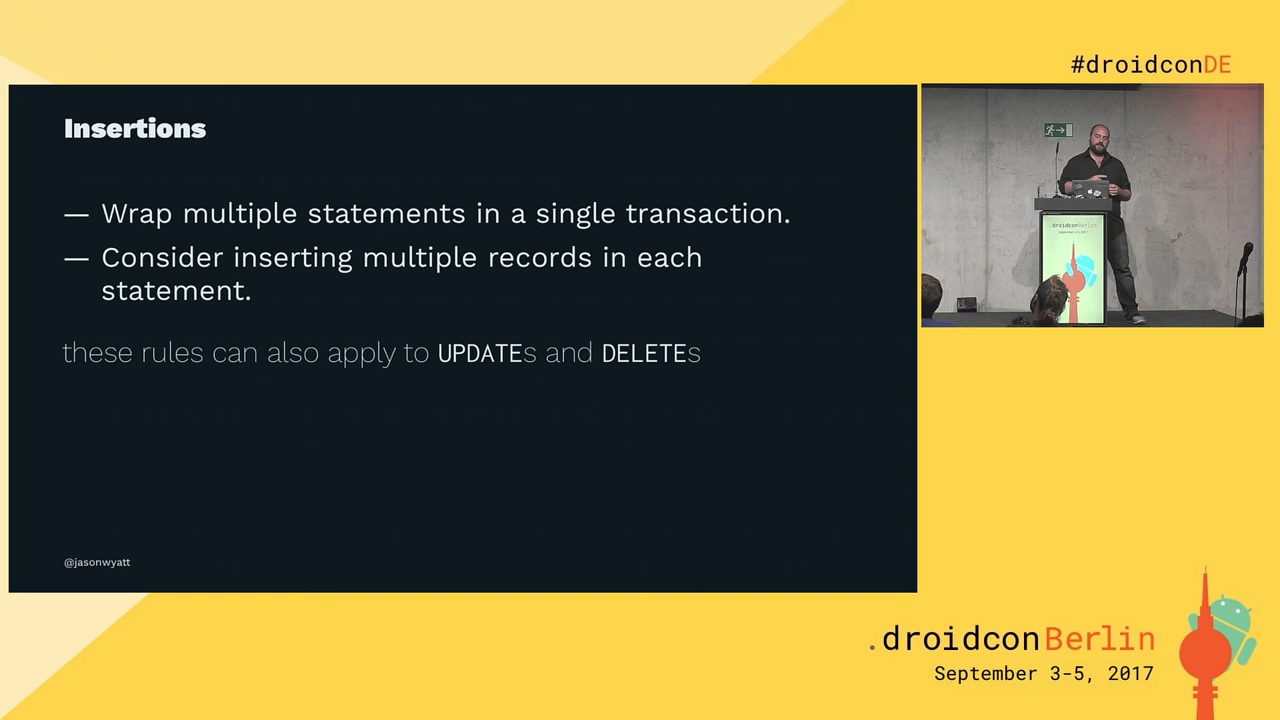 #droidconDE
Insertions
— Wrap multiple statements in a single transaction.
— Consider inserting multiple records in each
statement.
these rules can also apply to UPDATEs and DELETEs
@jasonwyatt
droidconBerlin
.droidconBerlin
September 3-5, 2017